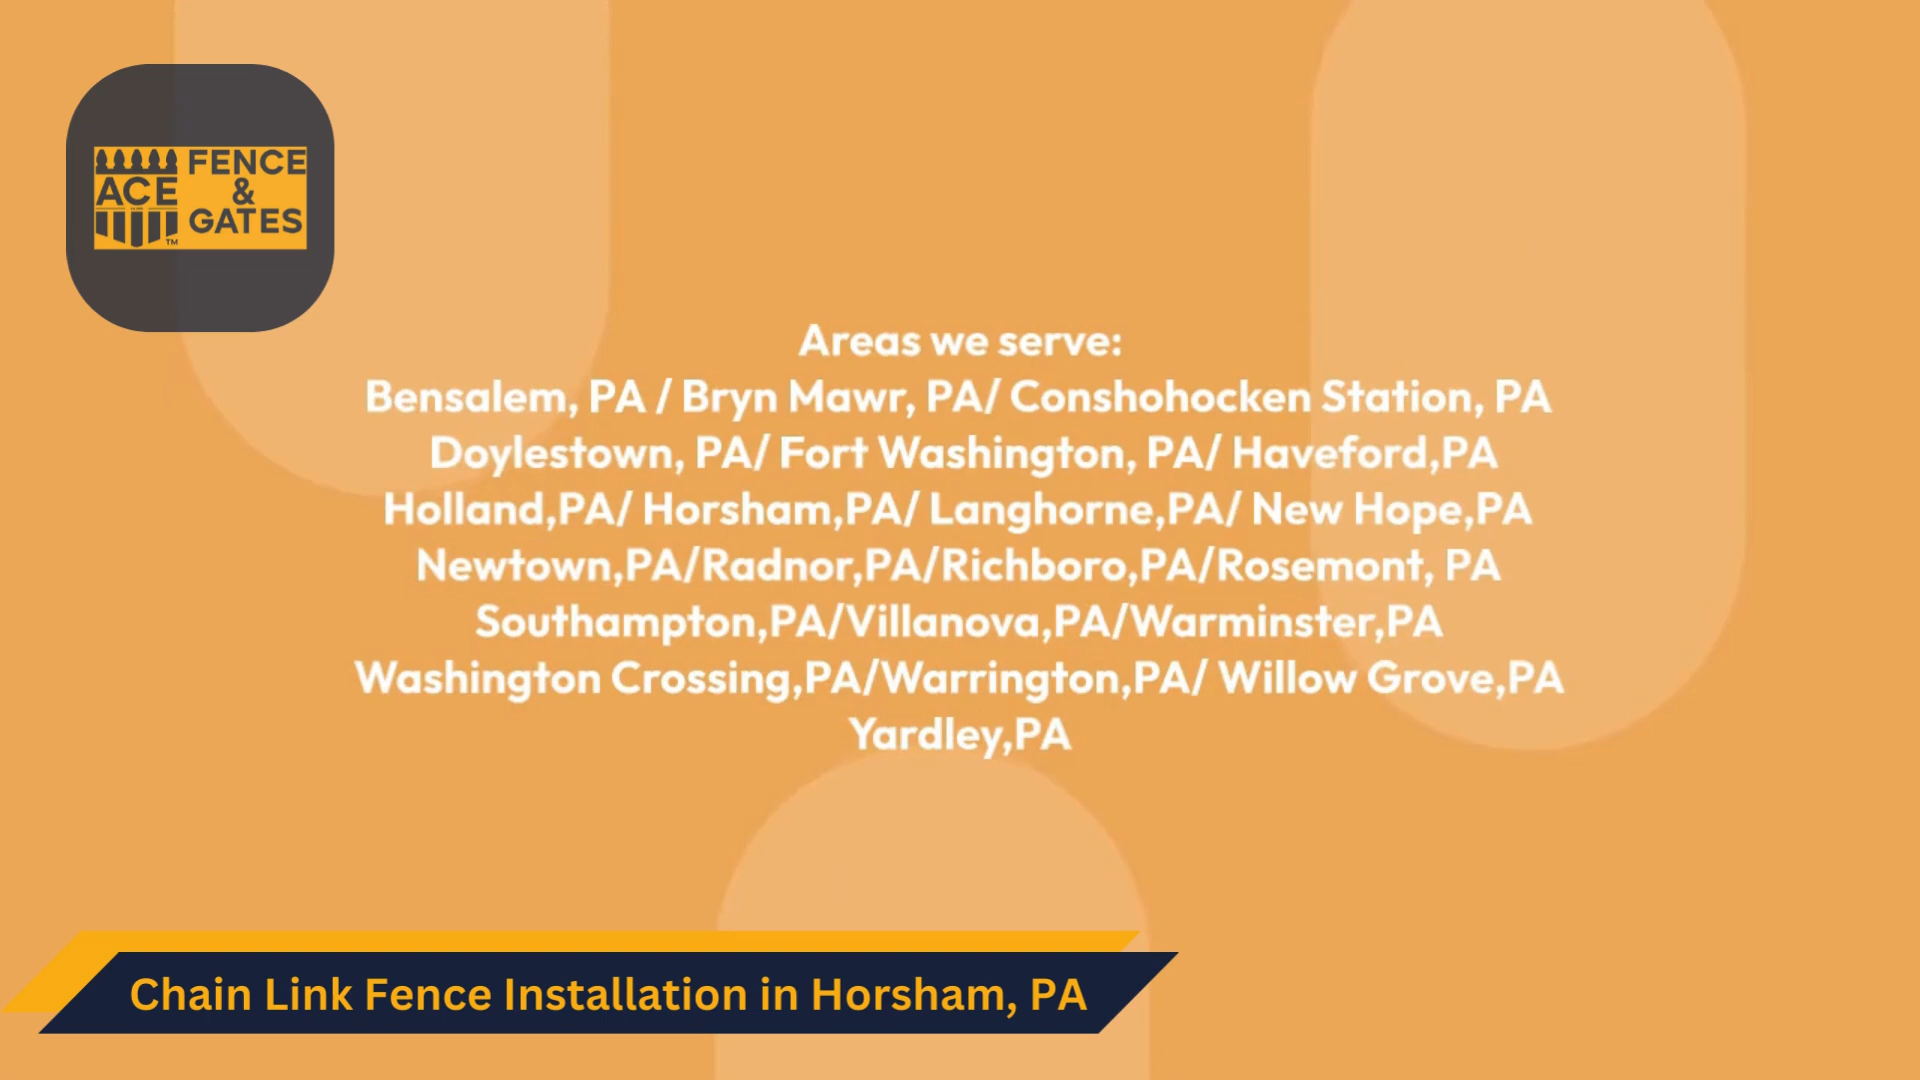 FENCE
ACE &
GATES
TM
Areas we serve:
Bensalem, PA / Bryn Mawr, PA/ Conshohocken Station, PA
Doylestown, PA/ Fort Washington, PA/ Haveford,PA
Holland,PA/ Horsham,PA/ Langhorne,PA/ New Hope,PA
Newtown,PA/Radnor,PA/Richboro,PA/Rosemont, PA
Southampton,PA/Villanova,PA/Warminster,PA
Washington Crossing,PA/Warrington,PA/ Willow Grove,PA
Yardley,PA
Chain Link Fence Installation in Horsham, PA